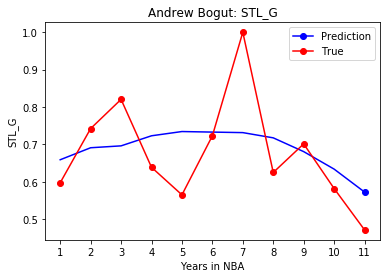 Andrew Bogut: STL_G
Prediction
True
1.0
0.9
0.8
0.7
0.6
0.5
STL_G
1 2 3 4 5 6 7 8 9 10 11
Years in NBA